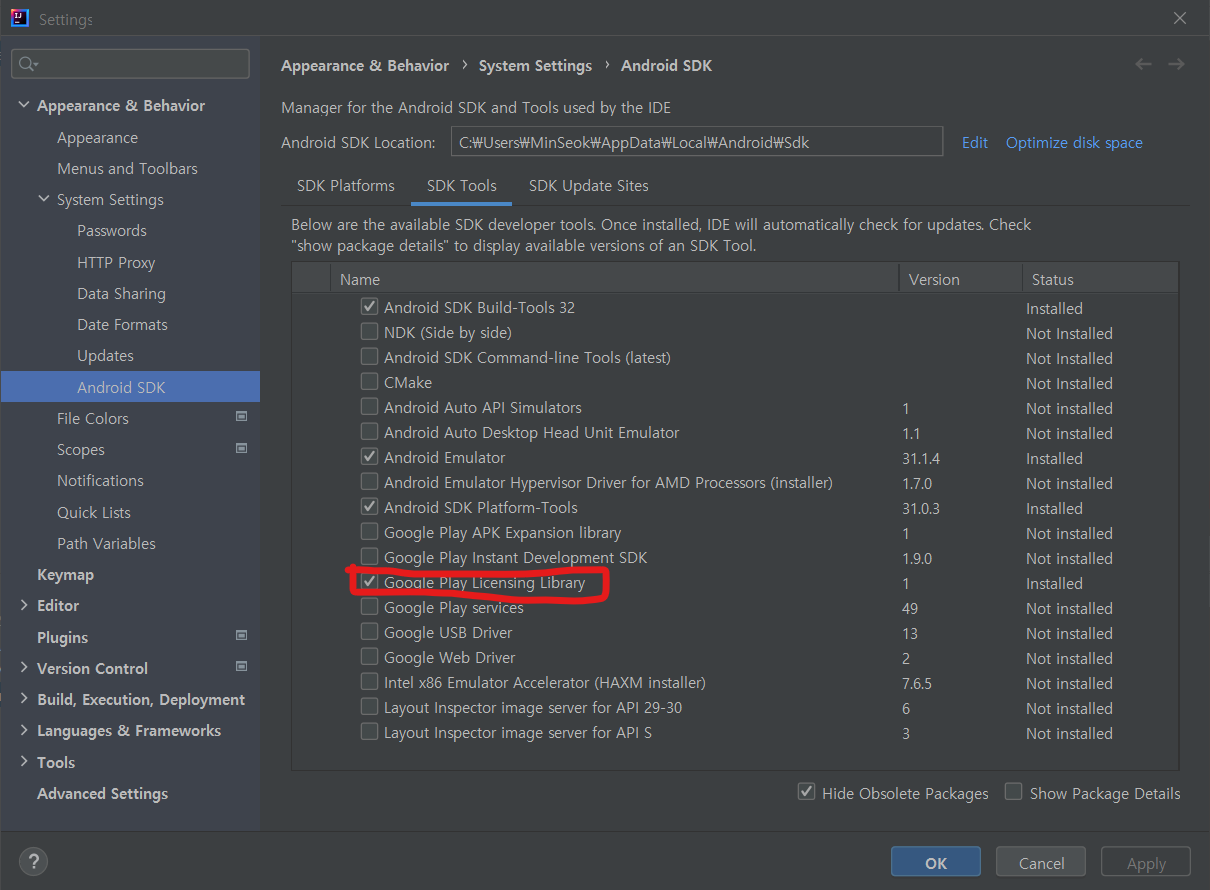 Settings
Appearance & Behavior › System Settings › Android SDK
Appearance & Behavior
Appearance
Menus and Toolbars
System Settings
Passwords
HTTP Proxy
Data Sharing
Date Formats
Updates
Android SDK
File Colors
Scopes
Notifications
Quick Lists
Path Variables
Keymap
Editor
Plugins
Version Control
Build, Execution, Deployment
Languages & Frameworks
Tools
Advanced Settings
Manager for the Android SDK and Tools used by the IDE
Android SDK Location: C:₩Users₩MinSeok₩AppData₩Local₩Android₩Sdk Edit Optimize disk space
SDK Platforms SDK Tools SDK Update Sites
Below are the available SDK developer tools. Once installed, IDE will automatically check for updates. Check
"show package details" to display available versions of an SDK Tool.
Name Version Status
Android SDK Build-Tools 32 Installed
NDK (Side by side) Not Installed
Android SDK Command-line Tools (latest) Not Installed
CMake Not Installed
Android Auto API Simulators 1 Not installed
Android Auto Desktop Head Unit Emulator 1.1 Not installed
Android Emulator 31.1.4 Installed
Android Emulator Hypervisor Driver for AMD Processors (installer) 1.7.0 Not installed
Android SDK Platform-Tools 31.0.3 Installed
Google Play APK Expansion library 1 Not installed
Google Play Instant Development SDK 1.9.0 Not installed
Google Play Licensing Library 1 Installed
Google Play services 49 Not installed
Google USB Driver 13 Not installed
Google Web Driver 2 Not installed
Intel x86 Emulator Accelerator (HAXM installer) 7.6.5 Not installed
Layout Inspector image server for API 29-30 6 Not installed
Layout Inspector image server for API S 3 Not installed
Hide Obsolete Packages Show Package Details
? OK Cancel Apply